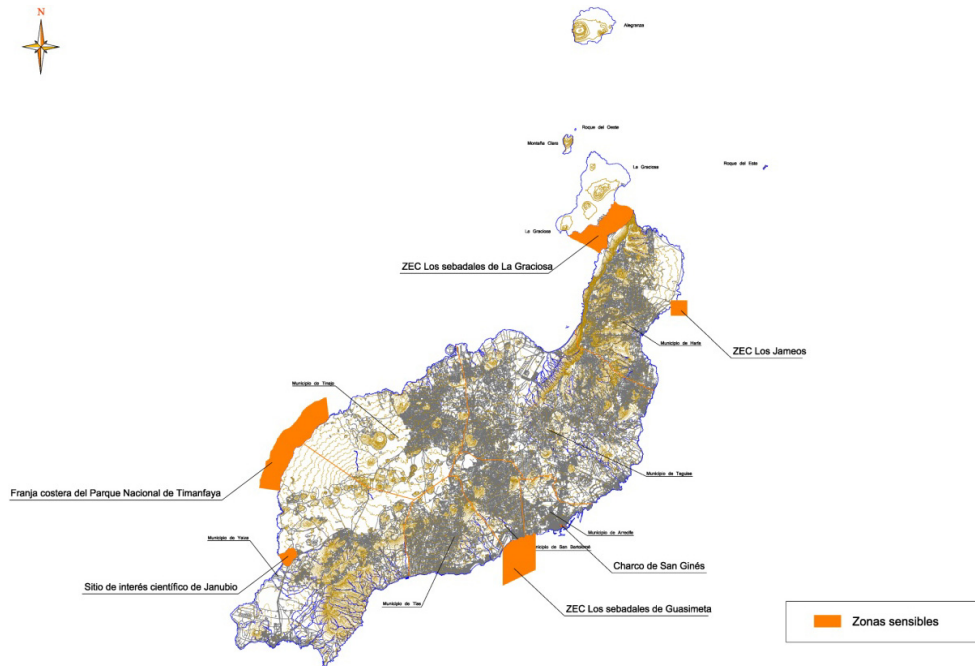 N
Alegranza
Roque del Oeste
Montaña Clara
La Graciosa
Roque del Este
La Graciosa
ZEC Los sebadales de La Graciosa
Municipio de Haría
ZEC Los Jameos
Municipio de Tinajo
Municipio de Teguise
Franja costera del Parque Nacional de Timanfaya
Municipio de Arrecife
Municipio de Yaiza
Municipio de San Bartolomé
Charco de San Ginés
Sitio de interés científico de Janubio
Municipio de Tías
ZEC Los sebadales de Guasimeta
Zonas sensibles